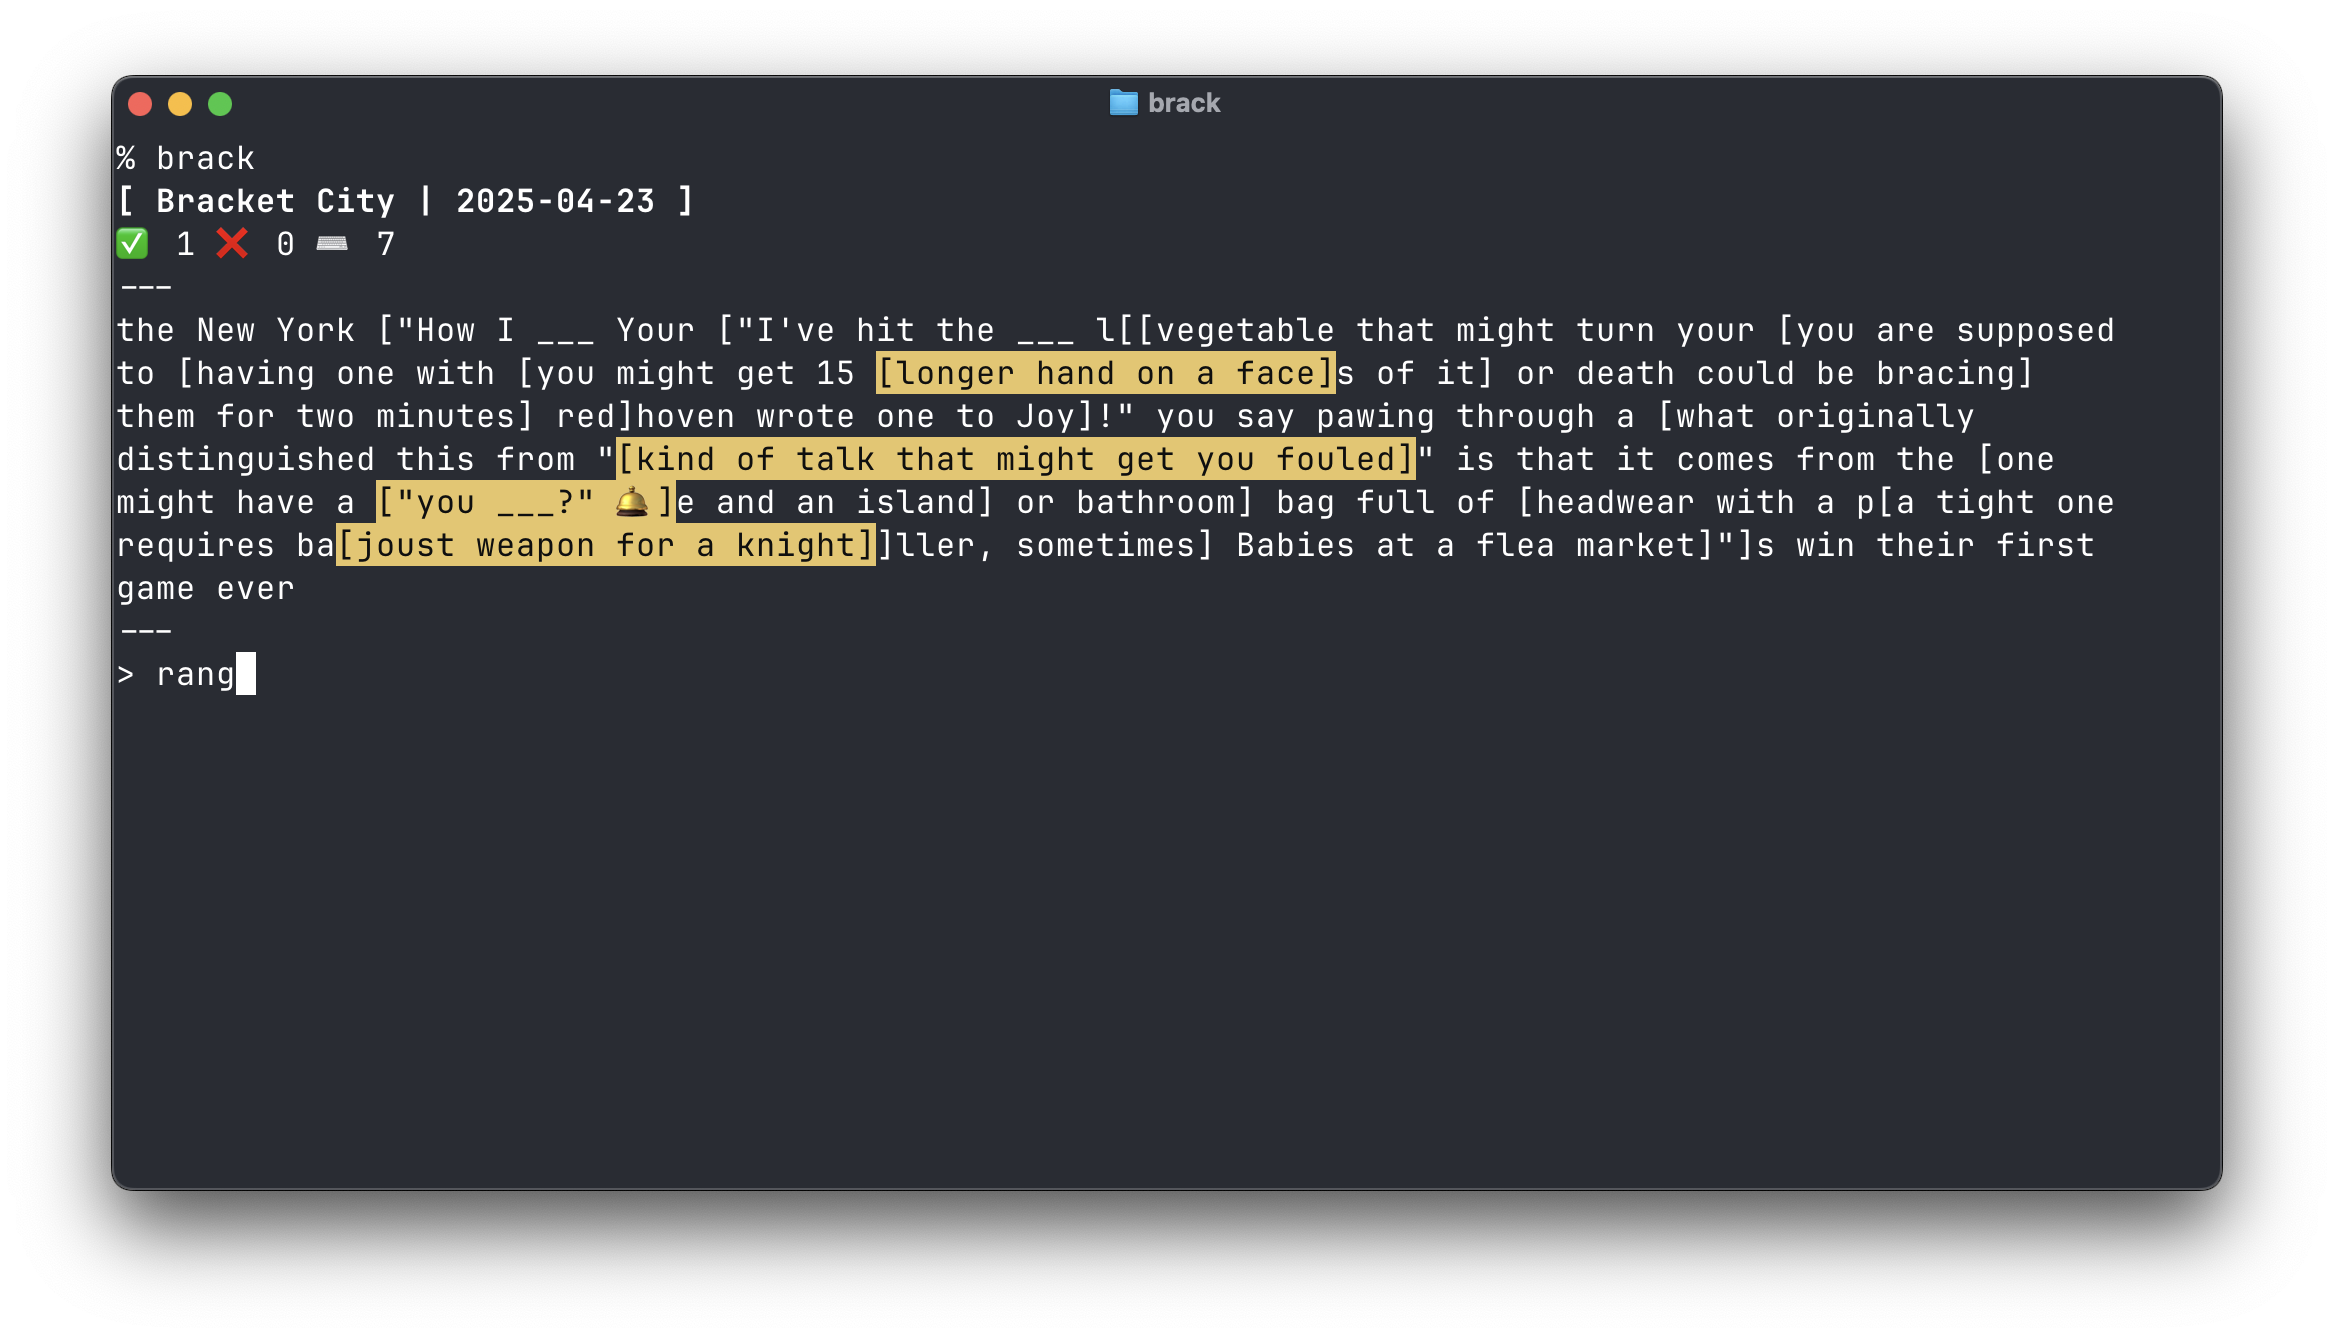 brack
% brack
[ Bracket City | 2025-04-23 ]
✅ 1 ❌ 0 ⌨️ 7
---
the New York ["How I ___ Your ["I've hit the ___ l[[vegetable that might turn your [you are supposed
to [having one with [you might get 15 [longer hand on a face]s of it] or death could be bracing]
them for two minutes] red]hoven wrote one to Joy]!" you say pawing through a [what originally
distinguished this from "[kind of talk that might get you fouled]" is that it comes from the [one
might have a ["you ___?" 🛎️]e and an island] or bathroom] bag full of [headwear with a p[a tight one
requires ba[joust weapon for a knight]]ller, sometimes] Babies at a flea market]"]s win their first
game ever
---
> rang